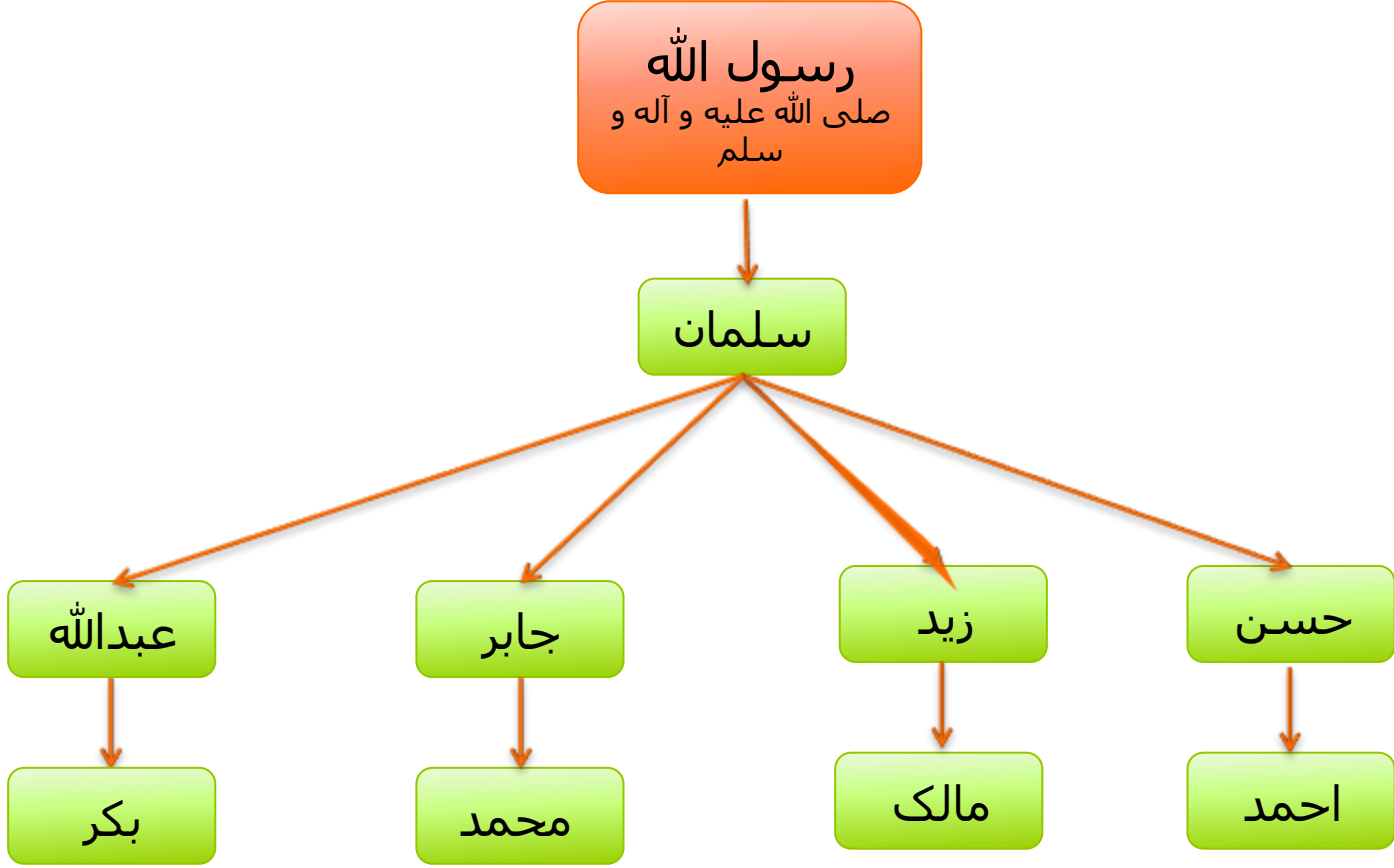 رسول الله
صلی الله علیه و آله و
سلم
سلمان
حسن
زید
جابر
عبدالله
احمد
مالک
محمد
بکر